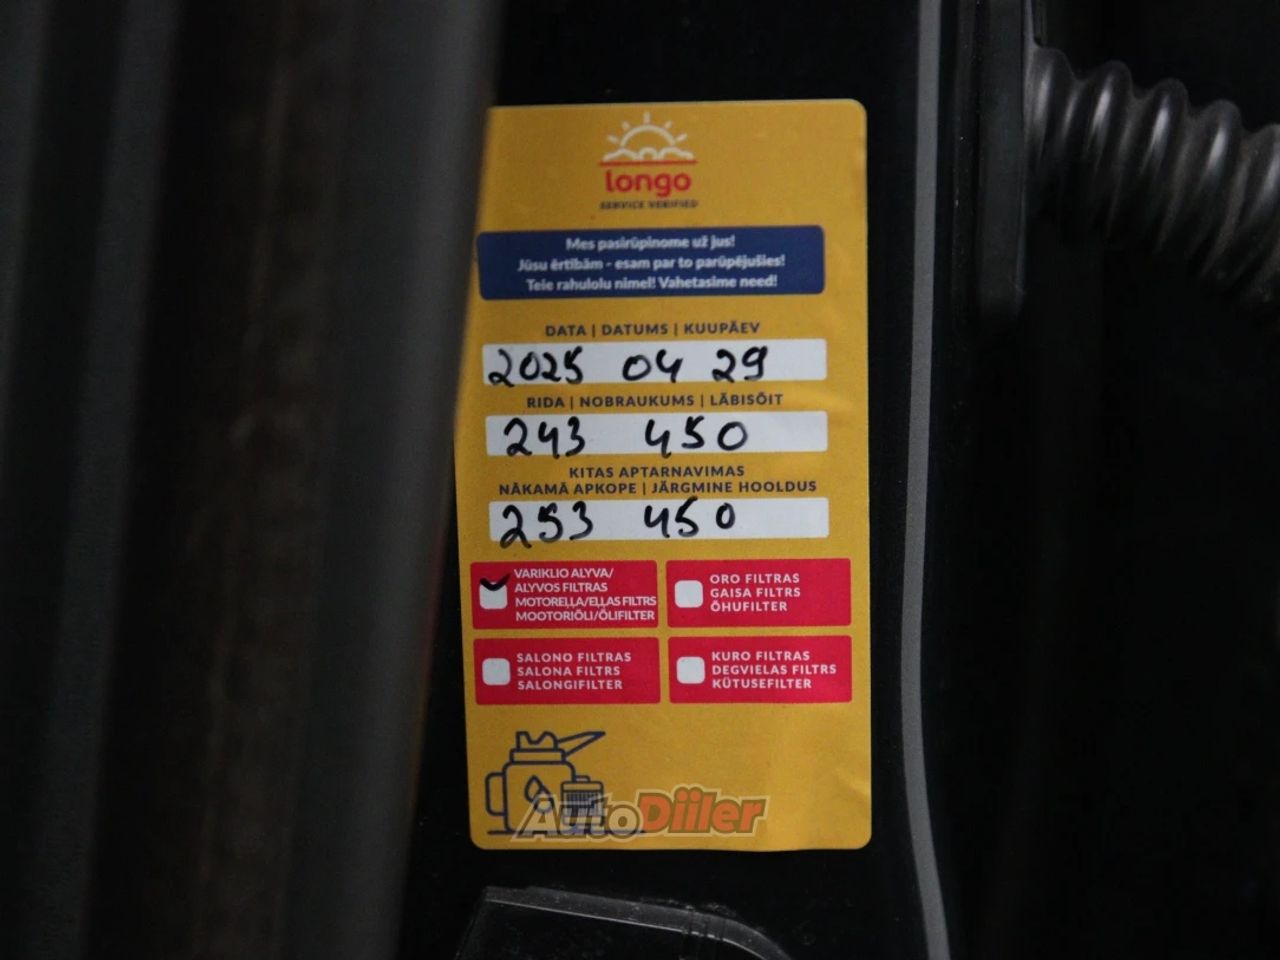 longo
SERVICE VERIFIED
Mes pasirūpinome už jus!
Jūsu ērtībām - esam par to parūpējušies!
Teie rahulolu nimel! Vahetasime need!
DATA | DATUMS | KUUPÄEV
2025 04 29
RIDA | NOBRAUKUMS | LÄBISÕIT
243 450
KITAS APTARNAVIMAS
NĀKAMĀ APKOPE | JÄRGMINE HOOLDUS
253 450
VARIKLIO ALYVA/
ALYVOS FILTRAS
MOTOREĻĻA/EĻĻAS FILTRS
MOOTORIÕLI/ÕLIFILTER
ORO FILTRAS
GAISA FILTRS
ÕHUFILTER
SALONO FILTRAS
SALONA FILTRS
SALONGIFILTER
KURO FILTRAS
DEGVIELAS FILTRS
KÜTUSEFILTER
AutoDiiler